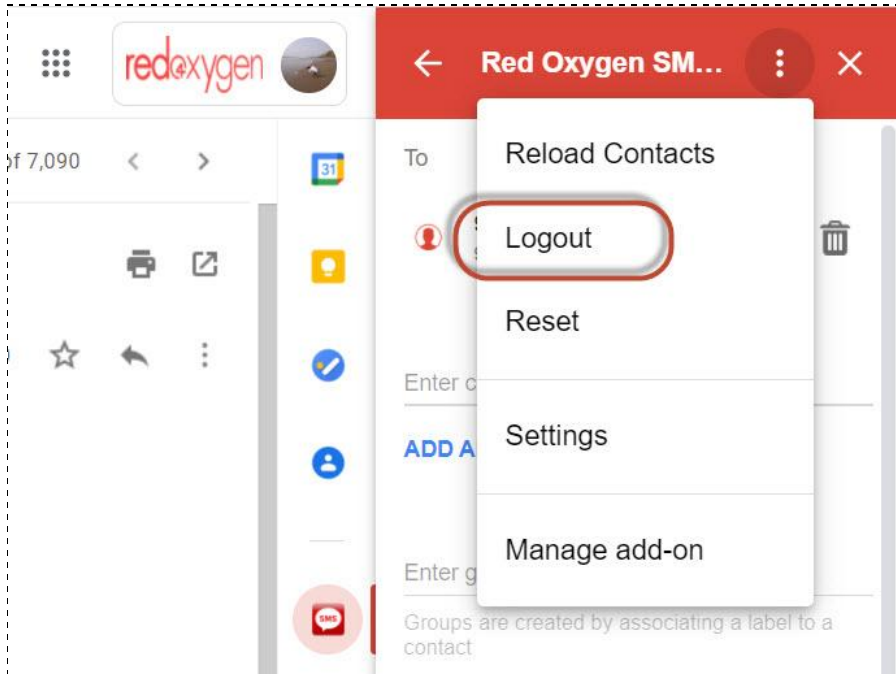 redoxygen
Red Oxygen SM...
of 7,090
31
To
Reload Contacts
Logout
Reset
Enter c
Settings
ADD A
Manage add-on
Enter g
SMS
Groups are created by associating a label to a
contact